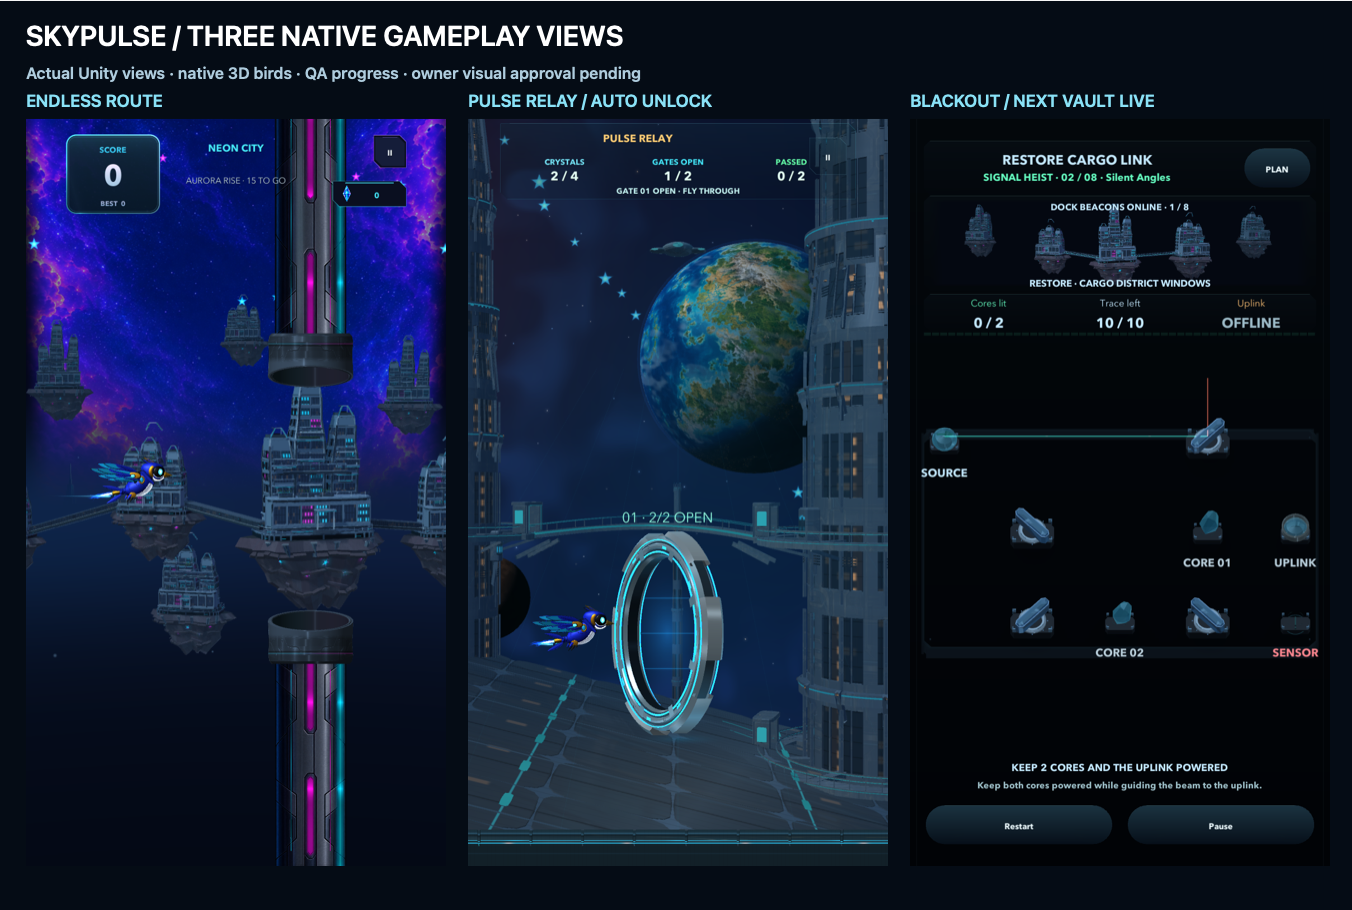 SKYPULSE / THREE NATIVE GAMEPLAY VIEWS
Actual Unity views · native 3D birds · QA progress · owner visual approval pending
ENDLESS ROUTE
SCORE
0
BEST 0
NEON CITY
AURORA RISE · 15 TO GO
II
0
PULSE RELAY / AUTO UNLOCK
PULSE RELAY
CRYSTALS
2 / 4
GATES OPEN
1 / 2
PASSED
0 / 2
GATE 01 OPEN · FLY THROUGH
II
01 · 2/2 OPEN
BLACKOUT / NEXT VAULT LIVE
RESTORE CARGO LINK
SIGNAL HEIST · 02 / 08 · Silent Angles
PLAN
DOCK BEACONS ONLINE · 1 / 8
RESTORE · CARGO DISTRICT WINDOWS
Cores lit
0 / 2
Trace left
10 / 10
Uplink
OFFLINE
SOURCE
CORE 01
UPLINK
CORE 02
SENSOR
KEEP 2 CORES AND THE UPLINK POWERED
Keep both cores powered while guiding the beam to the uplink.
Restart
Pause